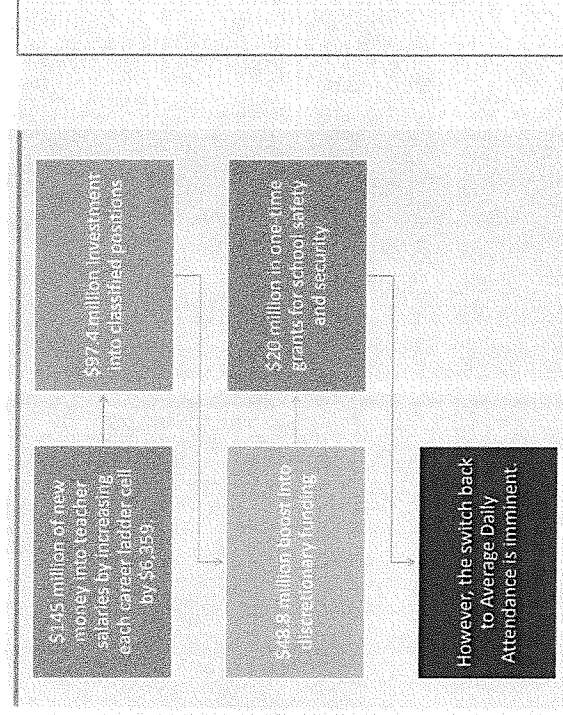 $145 million of new
money into teacher
salaries by increasing
each career ladder cell
by $6,359
$97.4 million investment
into classified positions
$48.8 million boost into
discretionary funding
$20 million in one-time
grants for school safety
and security
However, the switch back
to Average Daily
Attendance is imminent.